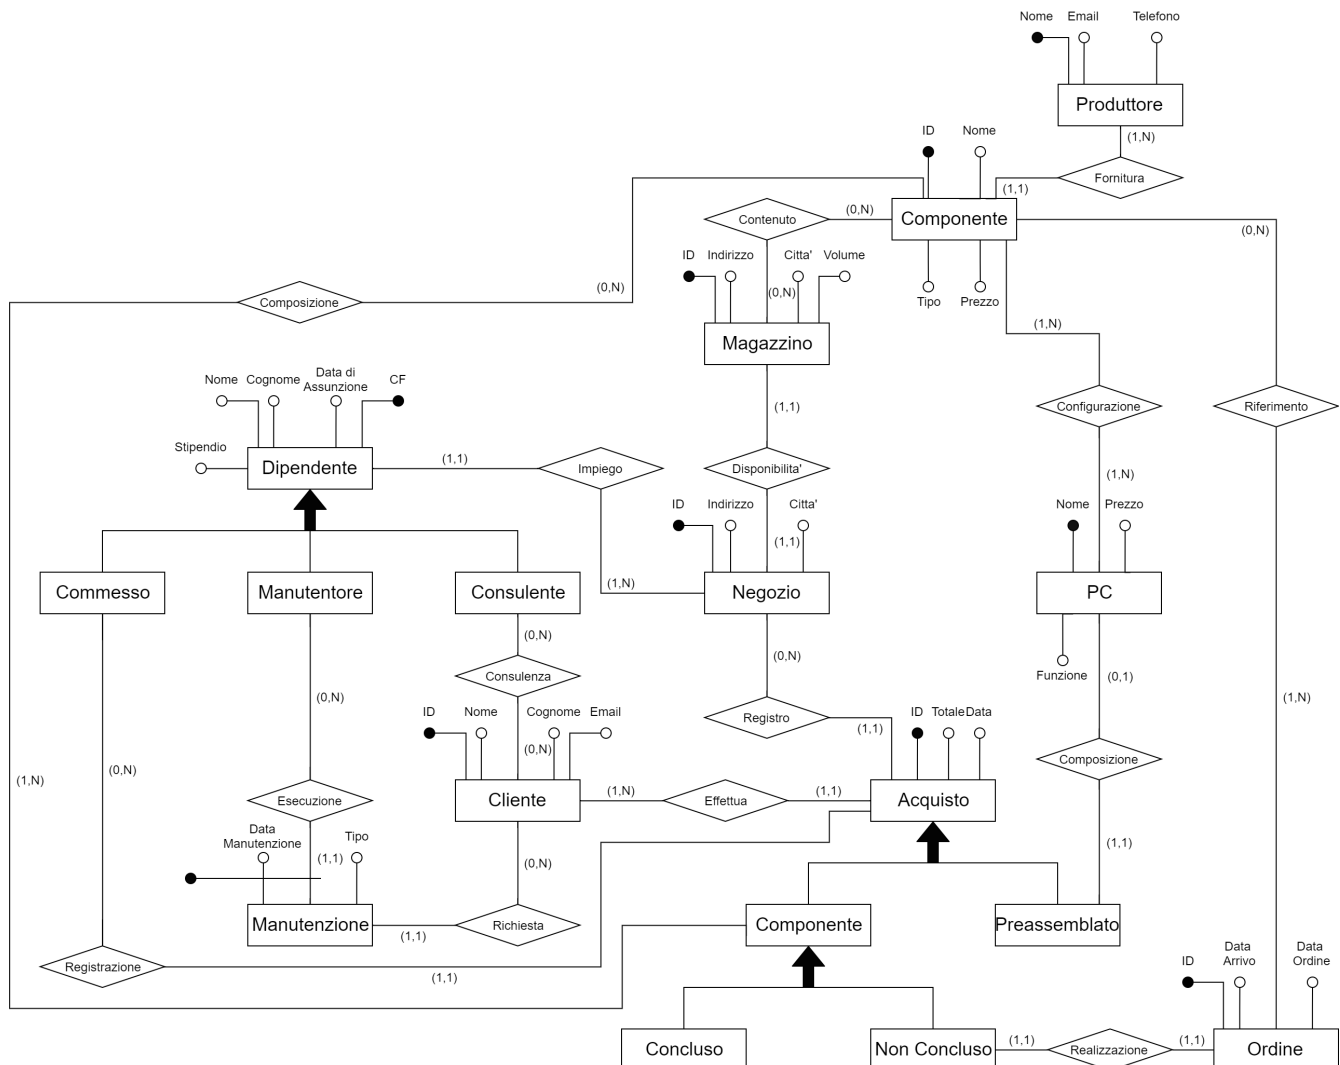 Nome Email Telefono
Produttore
(1,N)
ID Nome
Fornitura
(1,1)
Contenuto (0,N) Componente
(0,N)
ID Indirizzo Citta' Volume
(0,N)
(0,N)
Composizione
Tipo Prezzo
(1,N)
Magazzino
Data di
Assunzione
Nome Cognome CF
(1,1)
Configurazione
Riferimento
Stipendio
Dipendente
(1,1)
Impiego
Disponibilita'
(1,N)
ID Indirizzo Citta'
Nome Prezzo
(1,1)
(1,N)
Commesso Manutentore Consulente Negozio PC
(0,N)
(0,N)
Consulenza
Funzione
(0,1)
(0,N)
(1,N)
ID Nome Cognome Email
Registro
ID Totale Data
(1,1)
(0,N)
Composizione
(0,N)
(1,N)
Esecuzione
Cliente
(1,N)
Effettua
(1,1)
Acquisto
Data
Manutenzione
Tipo
(1,1)
(0,N)
(1,1)
Manutenzione
(1,1)
Richiesta
Componente
Preassemblato
Registrazione
(1,1)
ID
Data
Arrivo
Data
Ordine
Concluso
Non Concluso
(1,1)
Realizzazione
(1,1)
Ordine